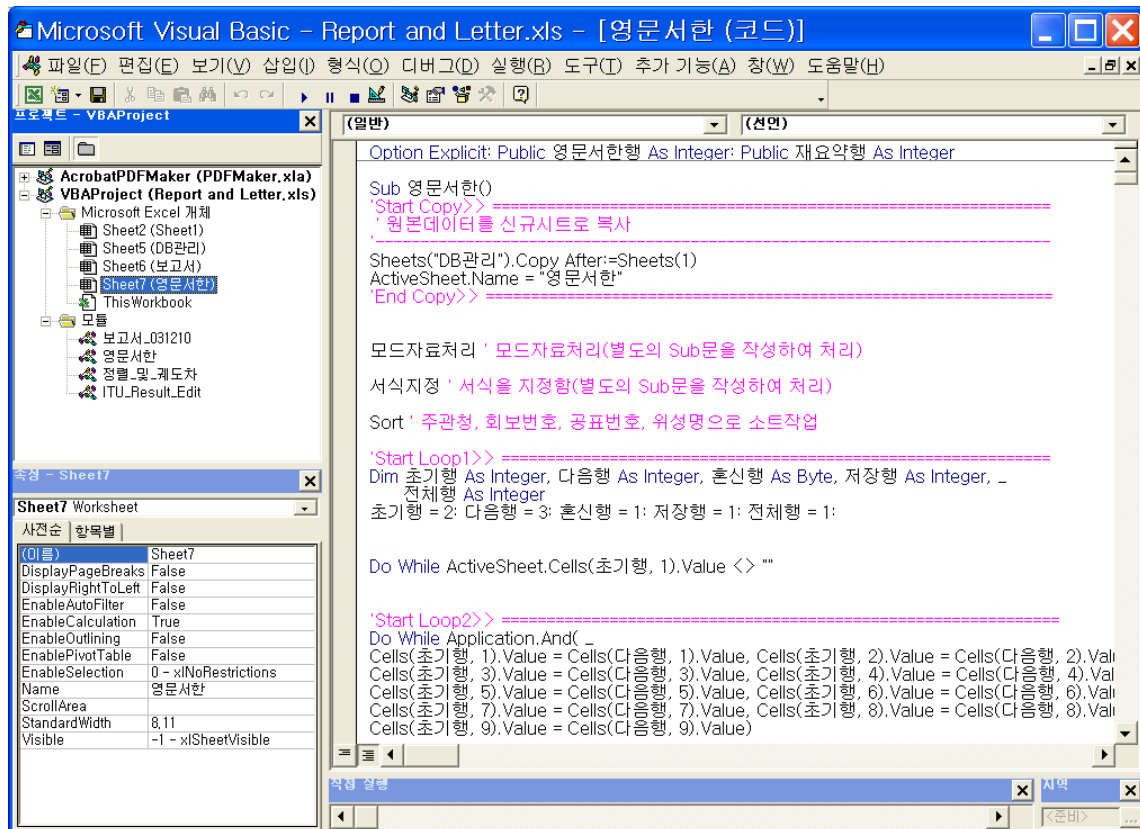 Microsoft Visual Basic - Report and Letter.xls - [영문서한 (코드)]
파일(F) 편집(E) 보기(V) 삽입(I) 형식(O) 디버그(D) 실행(R) 도구(T) 추가 기능(A) 창(W) 도움말(H)
프로젝트 - VBAProject
AcrobatPDFMaker (PDFMaker.xla)
VBAProject (Report and Letter.xls)
Microsoft Excel 개체
Sheet2 (Sheet1)
Sheet5 (DB관리)
Sheet6 (보고서)
Sheet7 (영문서한)
ThisWorkbook
모듈
보고서_031210
영문서한
정렬_및_궤도차
ITU_Result_Edit
속성 - Sheet7
Sheet7 Worksheet
사전순 항목별
(이름) Sheet7
DisplayPageBreaks False
DisplayRightToLeft False
EnableAutoFilter False
EnableCalculation True
EnableOutlining False
EnablePivotTable False
EnableSelection 0 - xlNoRestrictions
Name 영문서한
ScrollArea
StandardWidth 8,11
Visible -1 - xlSheetVisible
(일반) (선언)
Option Explicit: Public 영문서한행 As Integer: Public 재요약행 As Integer
Sub 영문서한()
'Start Copy>> ==============================================================
' 원본데이터를 신규시트로 복사
'---------------------------------------------------------------------------
Sheets("DB관리").Copy After:=Sheets(1)
ActiveSheet.Name = "영문서한"
'End Copy>> ===============================================================
모드자료처리 ' 모드자료처리(별도의 Sub문을 작성하여 처리)
서식지정 ' 서식을 지정함(별도의 Sub문을 작성하여 처리)
Sort ' 주관청, 회보번호, 공표번호, 위성명으로 소트작업
'Start Loop1>> =============================================================
Dim 초기행 As Integer, 다음행 As Integer, 혼신행 As Byte, 저장행 As Integer, _
전체행 As Integer
초기행 = 2: 다음행 = 3: 혼신행 = 1: 저장행 = 1: 전체행 = 1:
Do While ActiveSheet.Cells(초기행, 1).Value <> ""
'Start Loop2>> ==============================================================
Do While Application.And( _
Cells(초기행, 1).Value = Cells(다음행, 1).Value, Cells(초기행, 2).Value = Cells(다음행, 2).Val
Cells(초기행, 3).Value = Cells(다음행, 3).Value, Cells(초기행, 4).Value = Cells(다음행, 4).Val
Cells(초기행, 5).Value = Cells(다음행, 5).Value, Cells(초기행, 6).Value = Cells(다음행, 6).Val
Cells(초기행, 7).Value = Cells(다음행, 7).Value, Cells(초기행, 8).Value = Cells(다음행, 8).Val
Cells(초기행, 9).Value = Cells(다음행, 9).Value)
직접 실행
지역
<준비>